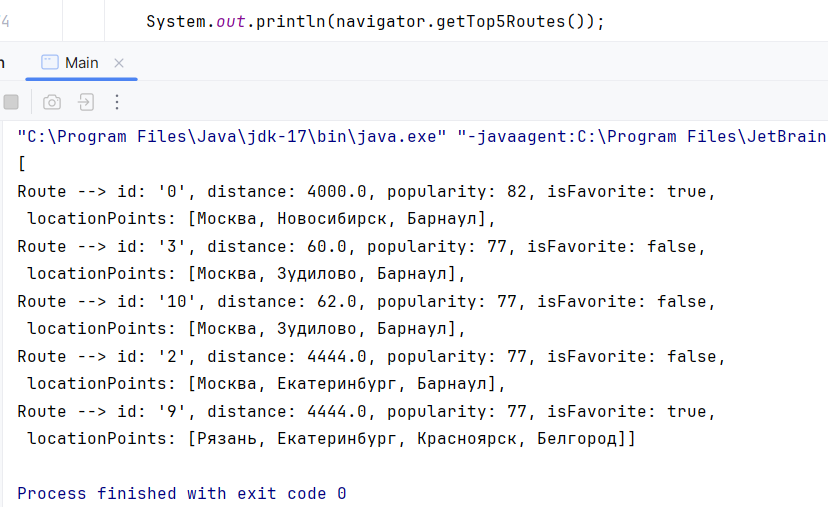 74 System.out.println(navigator.getTop5Routes());
n Main
"C:\Program Files\Java\jdk-17\bin\java.exe" "-javaagent:C:\Program Files\JetBrain
[
Route --> id: '0', distance: 4000.0, popularity: 82, isFavorite: true,
 locationPoints: [Москва, Новосибирск, Барнаул],
Route --> id: '3', distance: 60.0, popularity: 77, isFavorite: false,
 locationPoints: [Москва, Зудилово, Барнаул],
Route --> id: '10', distance: 62.0, popularity: 77, isFavorite: false,
 locationPoints: [Москва, Зудилово, Барнаул],
Route --> id: '2', distance: 4444.0, popularity: 77, isFavorite: false,
 locationPoints: [Москва, Екатеринбург, Барнаул],
Route --> id: '9', distance: 4444.0, popularity: 77, isFavorite: true,
 locationPoints: [Рязань, Екатеринбург, Красноярск, Белгород]]
Process finished with exit code 0